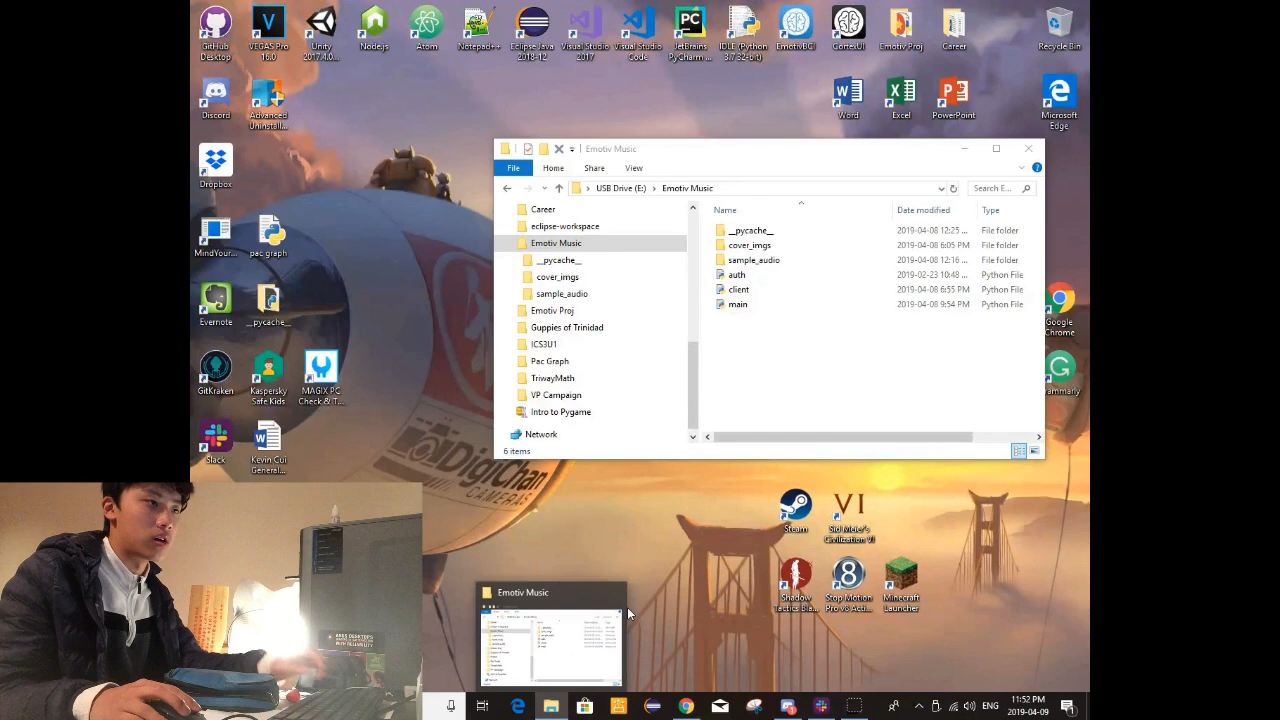 GitHub
Desktop
VEGAS Pro
16.0
Unity
2017.4.0...
Node.js
Atom
Notepad++
Eclipse Java
2018-12
Visual Studio
2017
Visual Studio
Code
JetBrains
PyCharm ...
IDLE (Python
3.7 32-bit)
EmotivBCI
CortexUI
Emotiv Proj
Career
Recycle Bin
Discord
Advanced
Uninstall...
Word
Excel
PowerPoint
Microsoft
Edge
Dropbox
MindYour...
pac graph
Evernote
__pycache__
GitKraken
Kaspersky
Safe Kids
MAGIX PC
Check & T...
Slack
Kevin Cui
General...
Emotiv Music
File
Home
Share
View
USB Drive (E:)
Emotiv Music
Search E...
Name
Date modified
Type
Career
eclipse-workspace
Emotiv Music
__pycache__
cover_imgs
sample_audio
Emotiv Proj
Guppies of Trinidad
ICS3U1
Pac Graph
TriwayMath
VP Campaign
Intro to Pygame
Network
__pycache__ 2019-04-08 12:25 ... File folder
cover_imgs 2019-04-08 6:05 PM File folder
sample_audio 2019-04-08 12:16 ... File folder
auth 2019-02-23 10:48 ... Python File
client 2019-04-08 6:55 PM Python File
main 2019-04-08 9:54 PM Python File
6 items
Google
Chrome
rammarly
DigiChan
CAMERAS
Steam
Sid Meier's
Civilization VI
Shadow
Tactics Bla...
Stop Motion
Pro v8 Acti...
Minecraft
Launcher
Emotiv Music
ENG
11:52 PM
2019-04-09